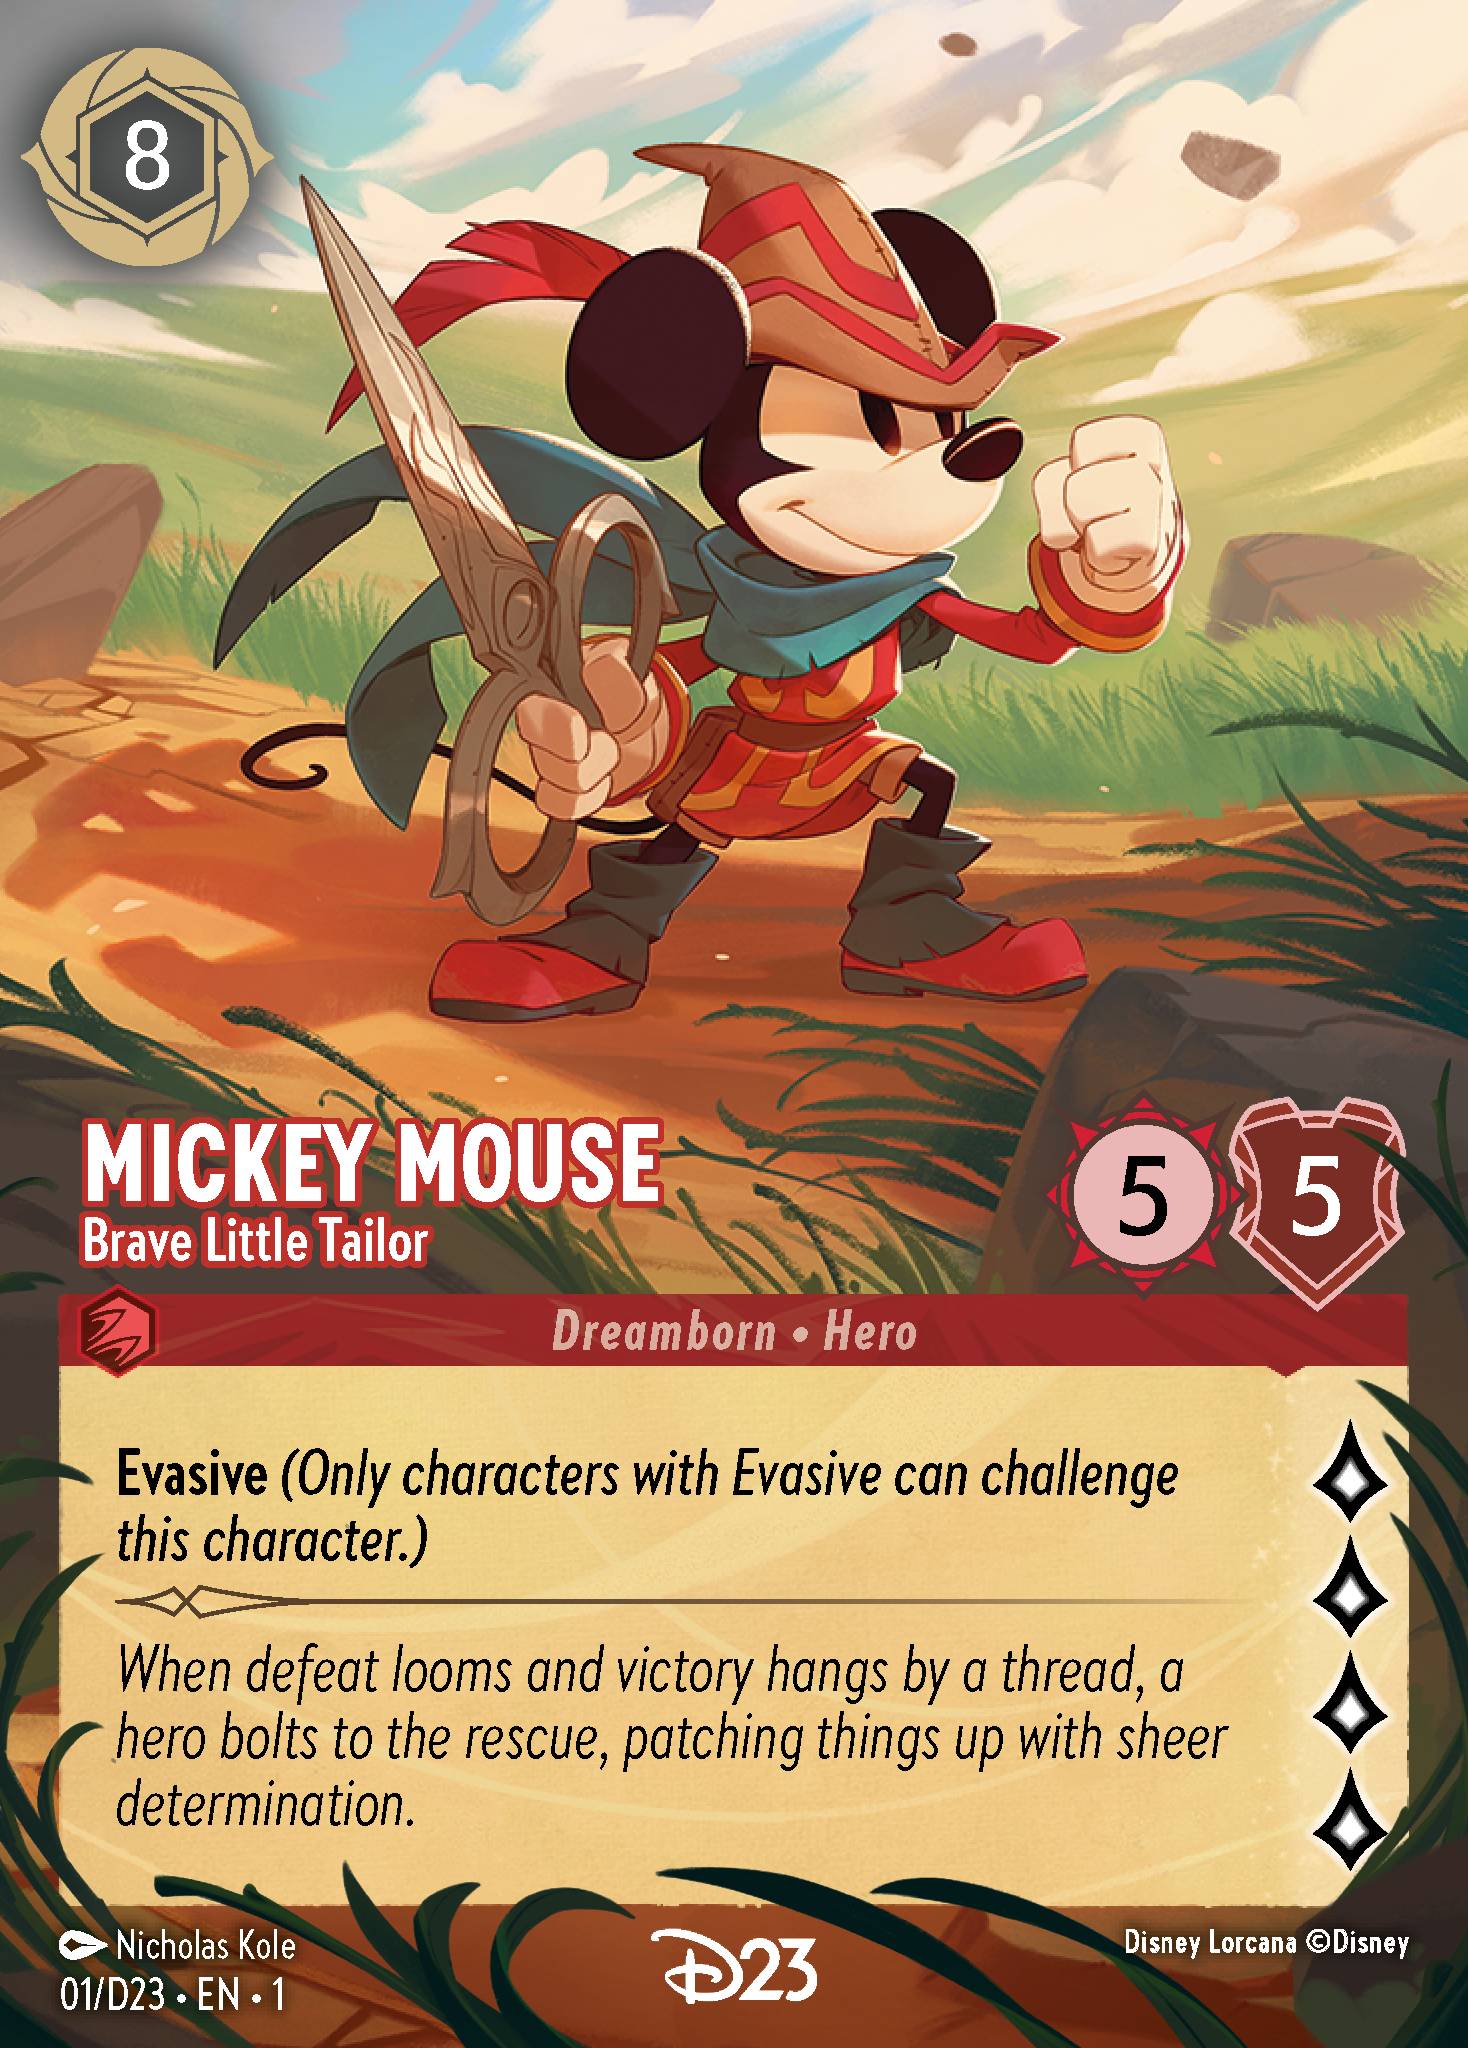 8
MICKEY MOUSE
Brave Little Tailor
5 5
Dreamborn • Hero
Evasive (Only characters with Evasive can challenge
this character.)
When defeat looms and victory hangs by a thread, a
hero bolts to the rescue, patching things up with sheer
determination.
Nicholas Kole
01/D23 • EN • 1
D23
Disney Lorcana ©Disney